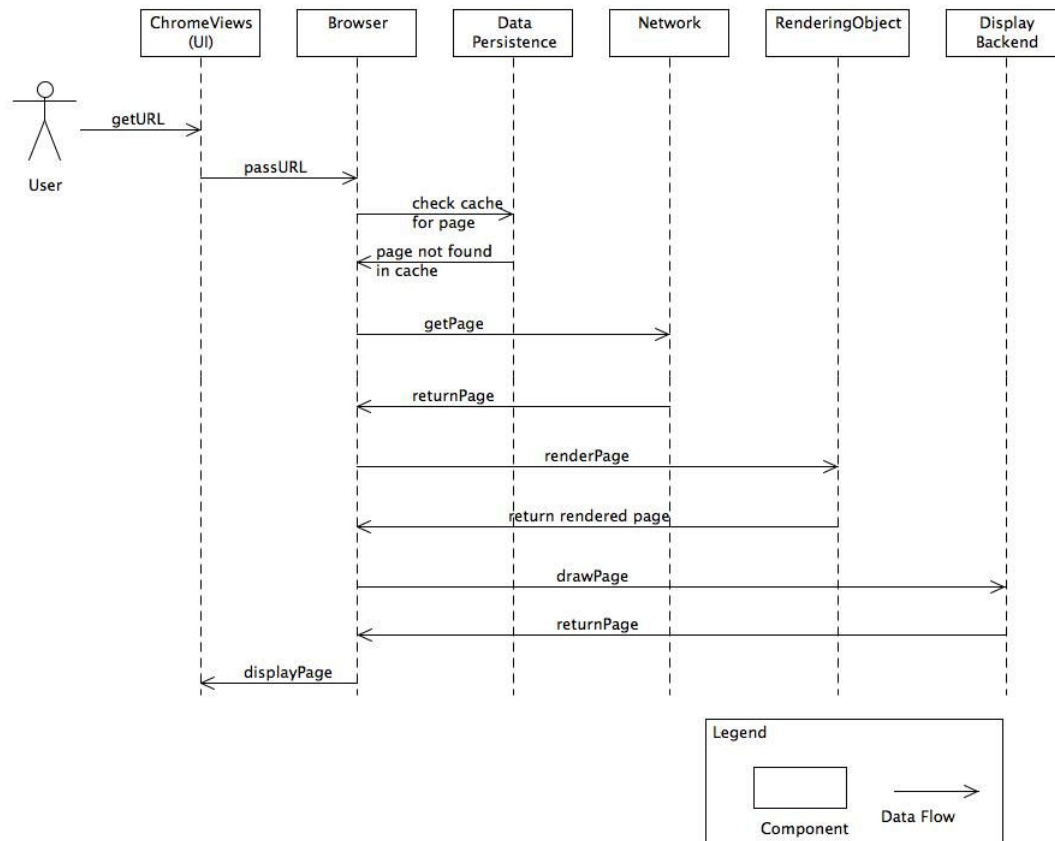 ChromeViews
(UI)
Browser
Data
Persistence
Network
RenderingObject
Display
Backend
getURL
User
passURL
check cache
for page
page not found
in cache
getPage
returnPage
renderPage
return rendered page
drawPage
returnPage
displayPage
Legend
Component
Data Flow